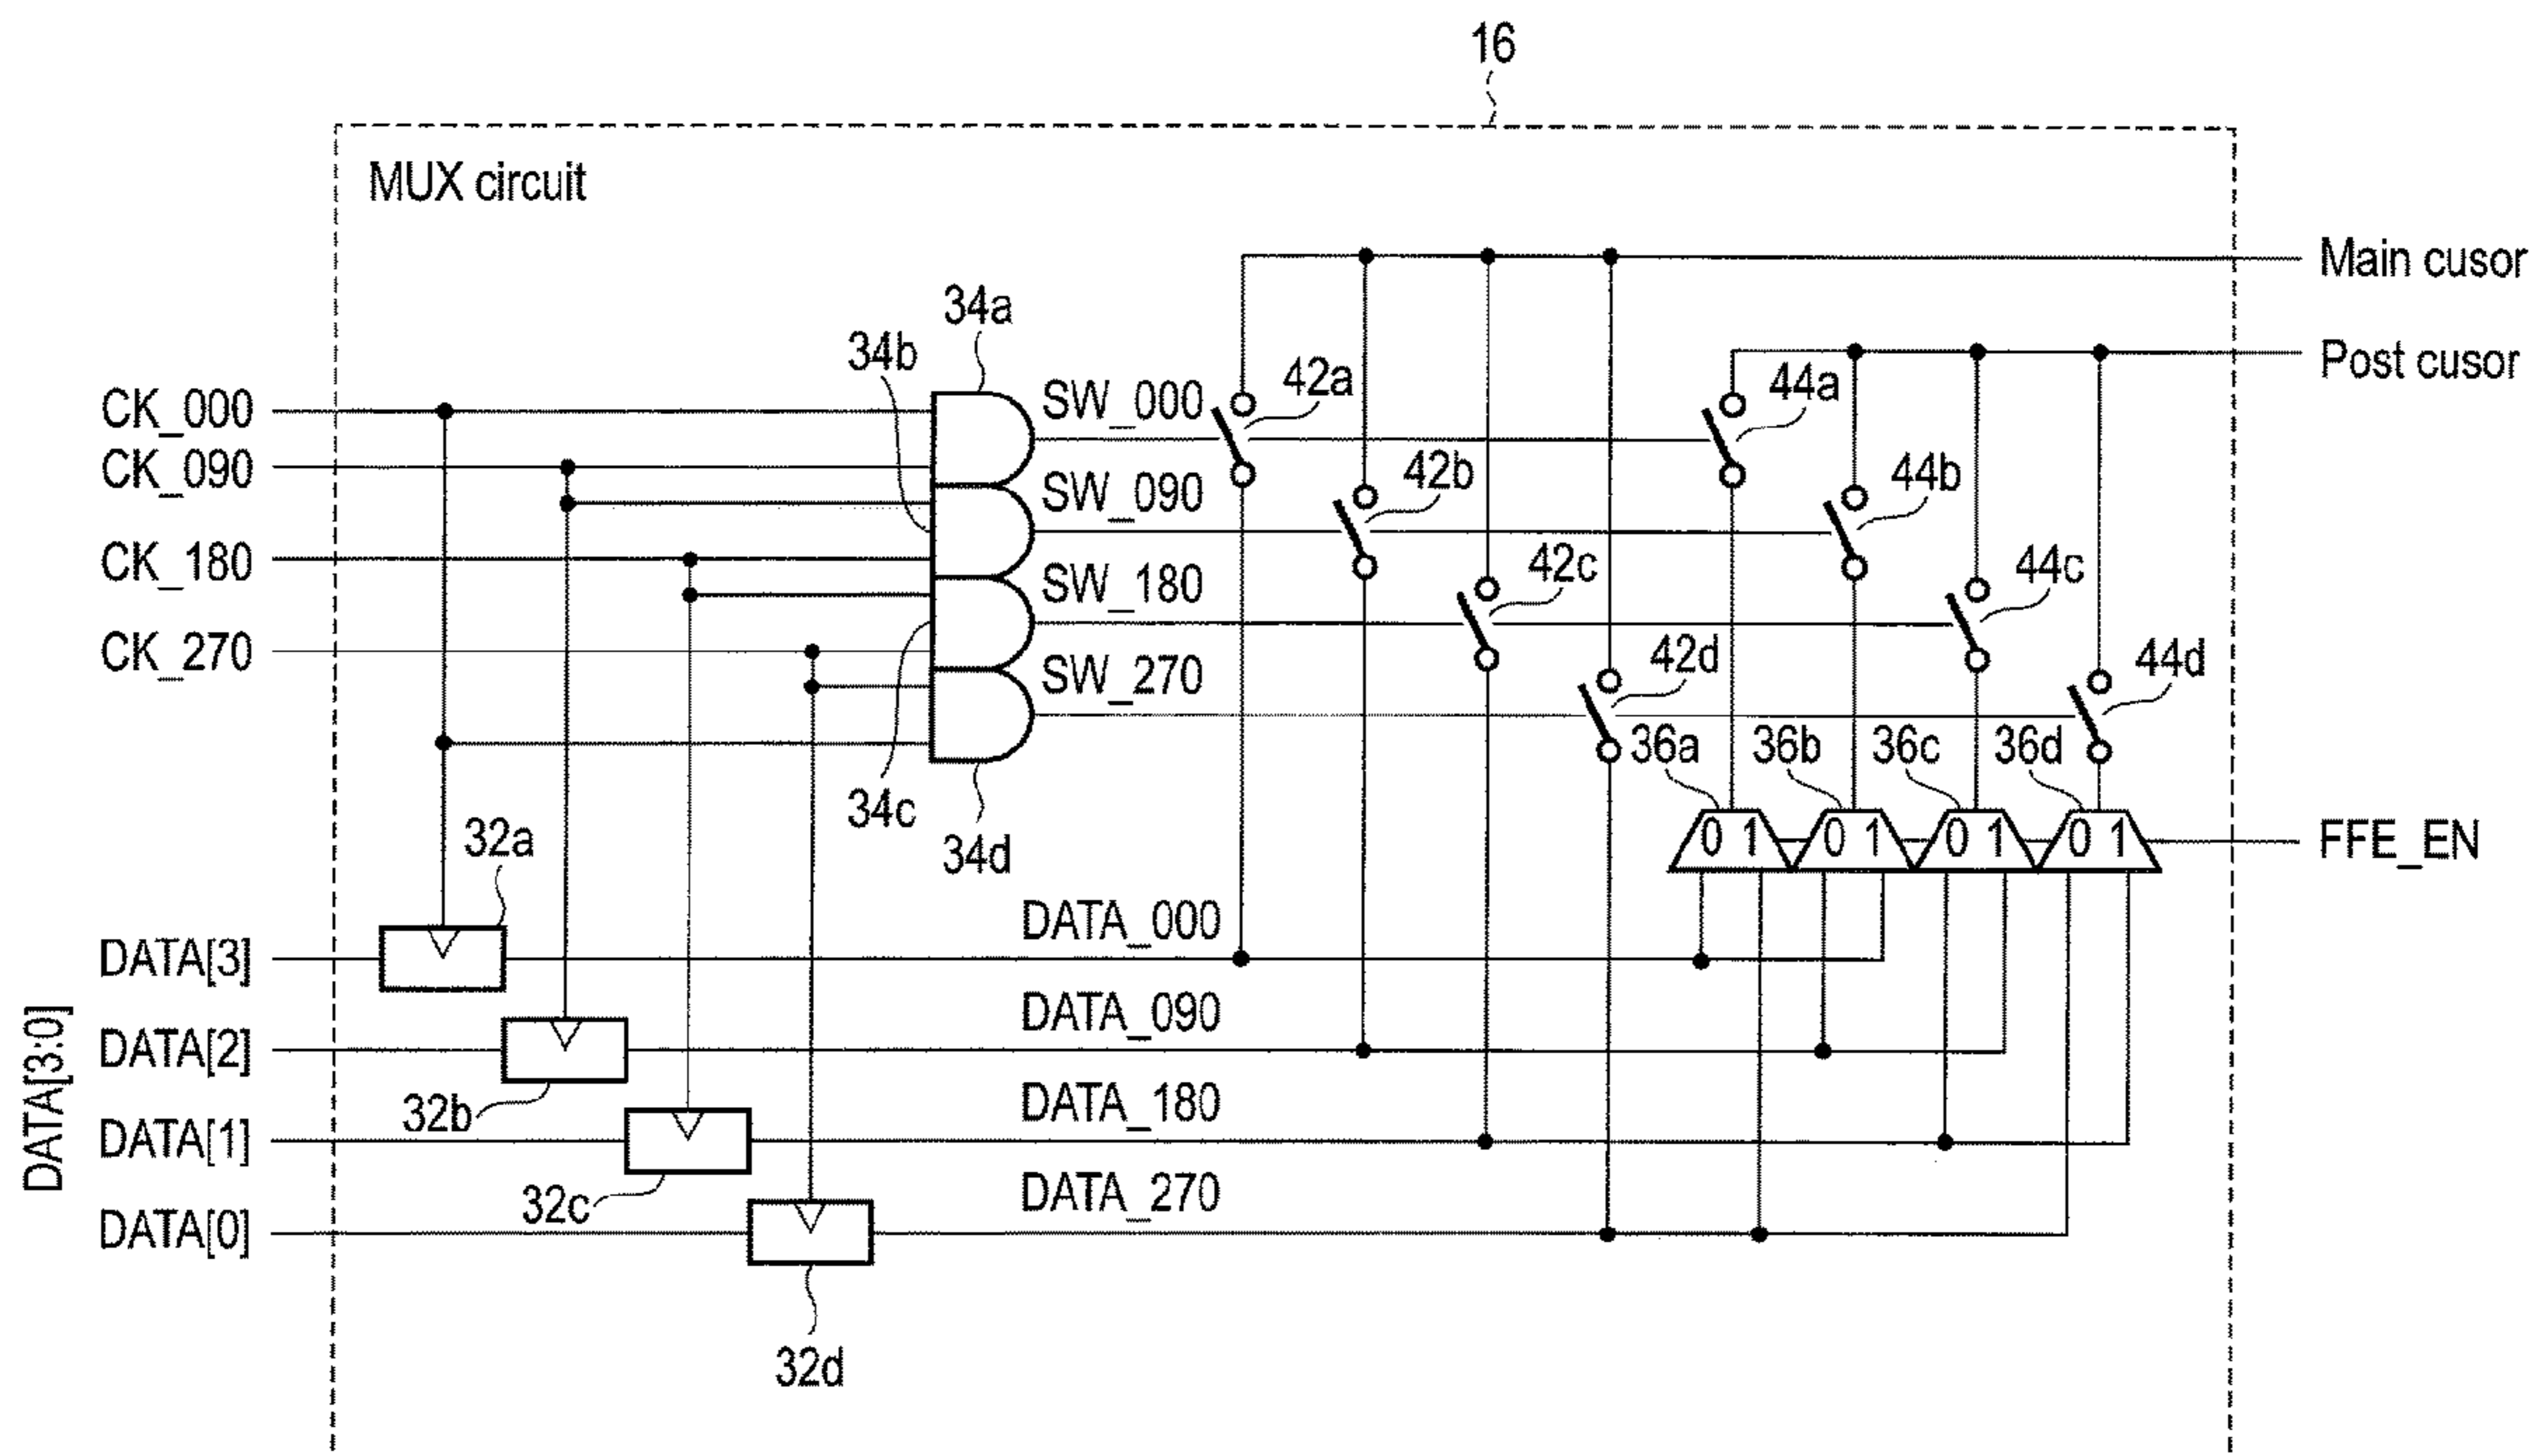 16
MUX circuit
Main cusor
Post cusor
34a
34b
SW_000
42a
44a
CK_000
CK_090
SW_090
42b
44b
CK_180
SW_180
42c
44c
CK_270
SW_270
42d
44d
36a
36b
36c
36d
34c
34d
32a
0 1
0 1
0 1
0 1
FFE_EN
DATA[3:0]
DATA[3]
DATA_000
DATA[2]
DATA_090
32b
DATA[1]
DATA_180
32c
DATA[0]
DATA_270
32d